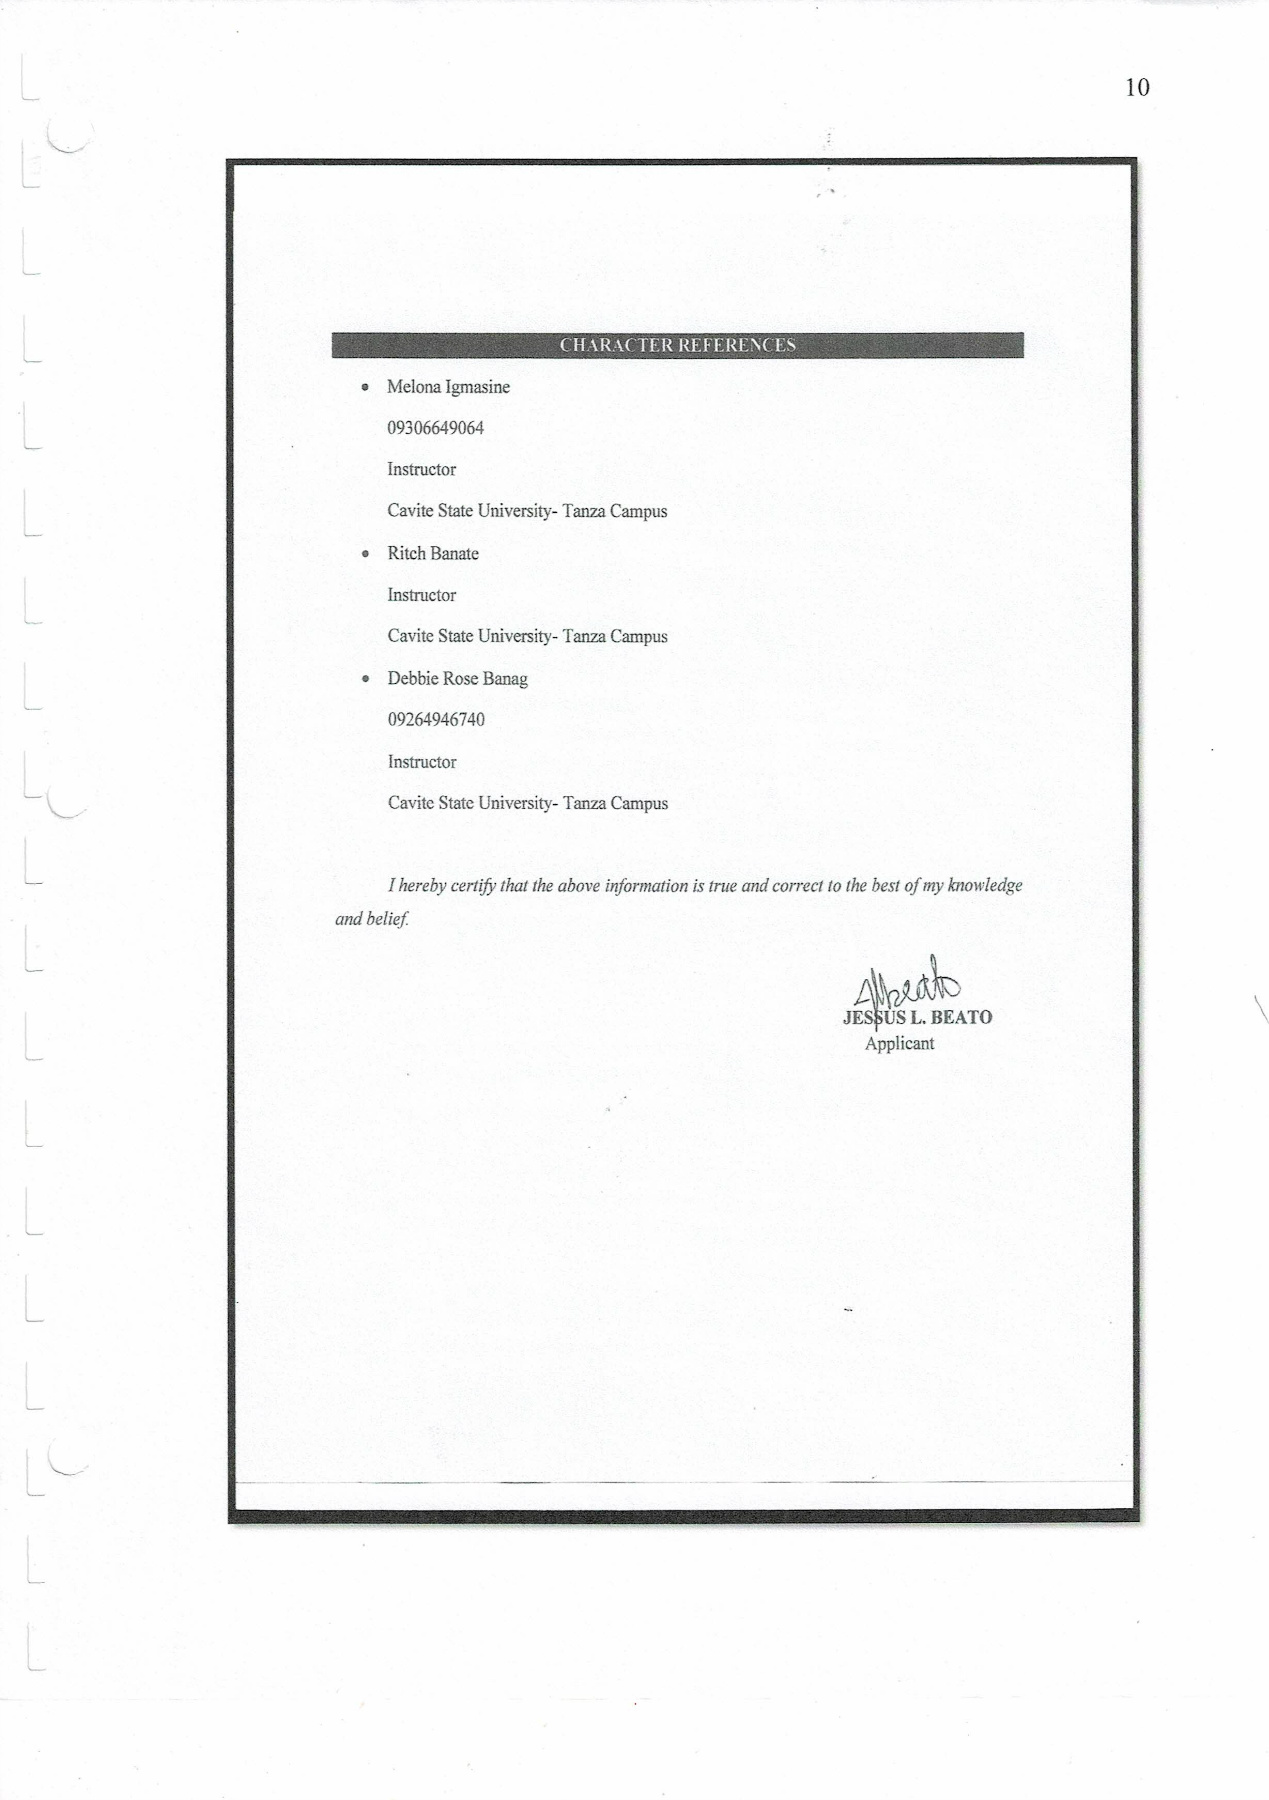 10
CHARACTER REFERENCES
• Melona Igmasine
09306649064
Instructor
Cavite State University- Tanza Campus
• Ritch Banate
Instructor
Cavite State University- Tanza Campus
• Debbie Rose Banag
09264946740
Instructor
Cavite State University- Tanza Campus
I hereby certify that the above information is true and correct to the best of my knowledge
and belief.
JESSUS L. BEATO
Applicant